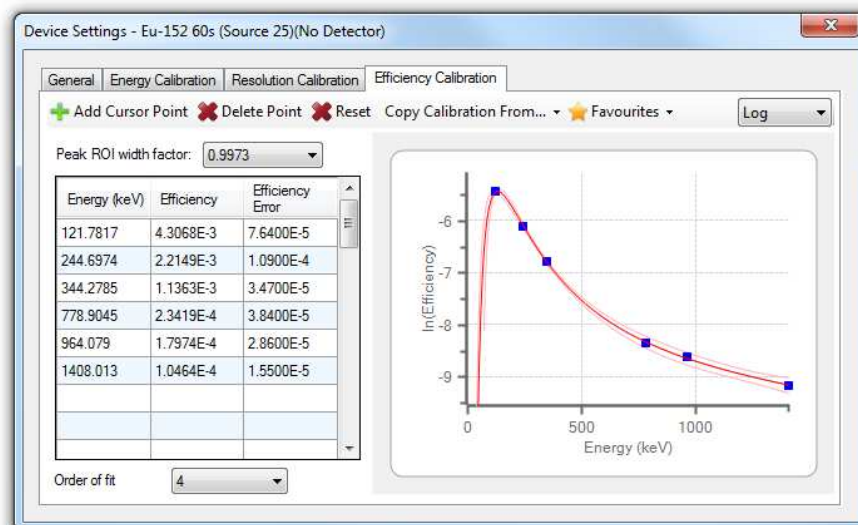 Device Settings - Eu-152 60s (Source 25)(No Detector)
General Energy Calibration Resolution Calibration Efficiency Calibration
Add Cursor Point Delete Point Reset Copy Calibration From... Favourites Log
Peak ROI width factor: 0.9973
Energy (keV) Efficiency Efficiency Error
121.7817 4.3068E-3 7.6400E-5
244.6974 2.2149E-3 1.0900E-4
344.2785 1.1363E-3 3.4700E-5
778.9045 2.3419E-4 3.8400E-5
964.079 1.7974E-4 2.8600E-5
1408.013 1.0464E-4 1.5500E-5
Order of fit 4
ln(Efficiency)
-6
-7
-8
-9
0 500 1000
Energy (keV)